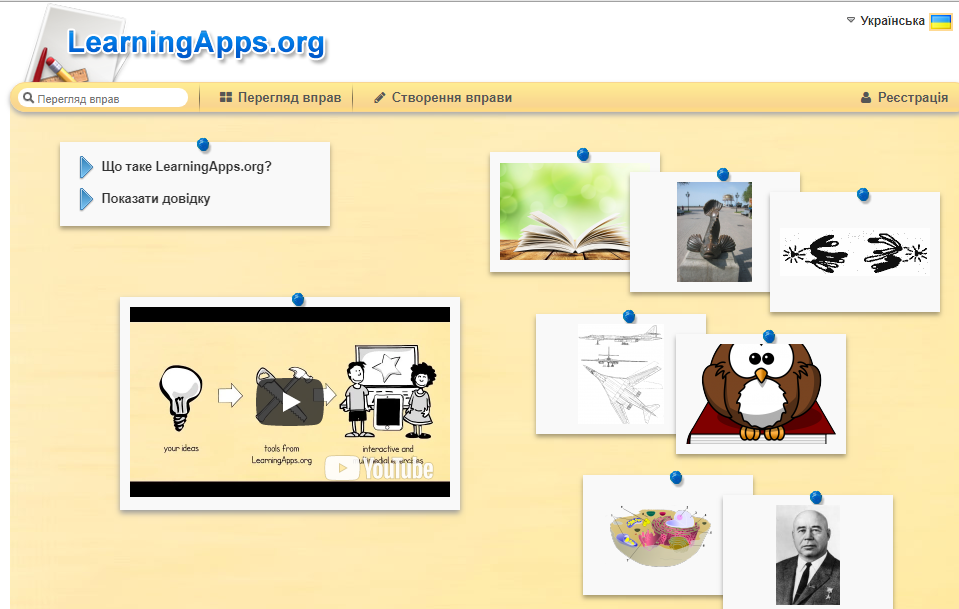 LearningApps.org
Українська
Перегляд вправ
Перегляд вправ
Створення вправи
Реєстрація
Що таке LearningApps.org?
Показати довідку
your ideas
tools from
LearningApps.org
interactive and
YouTube